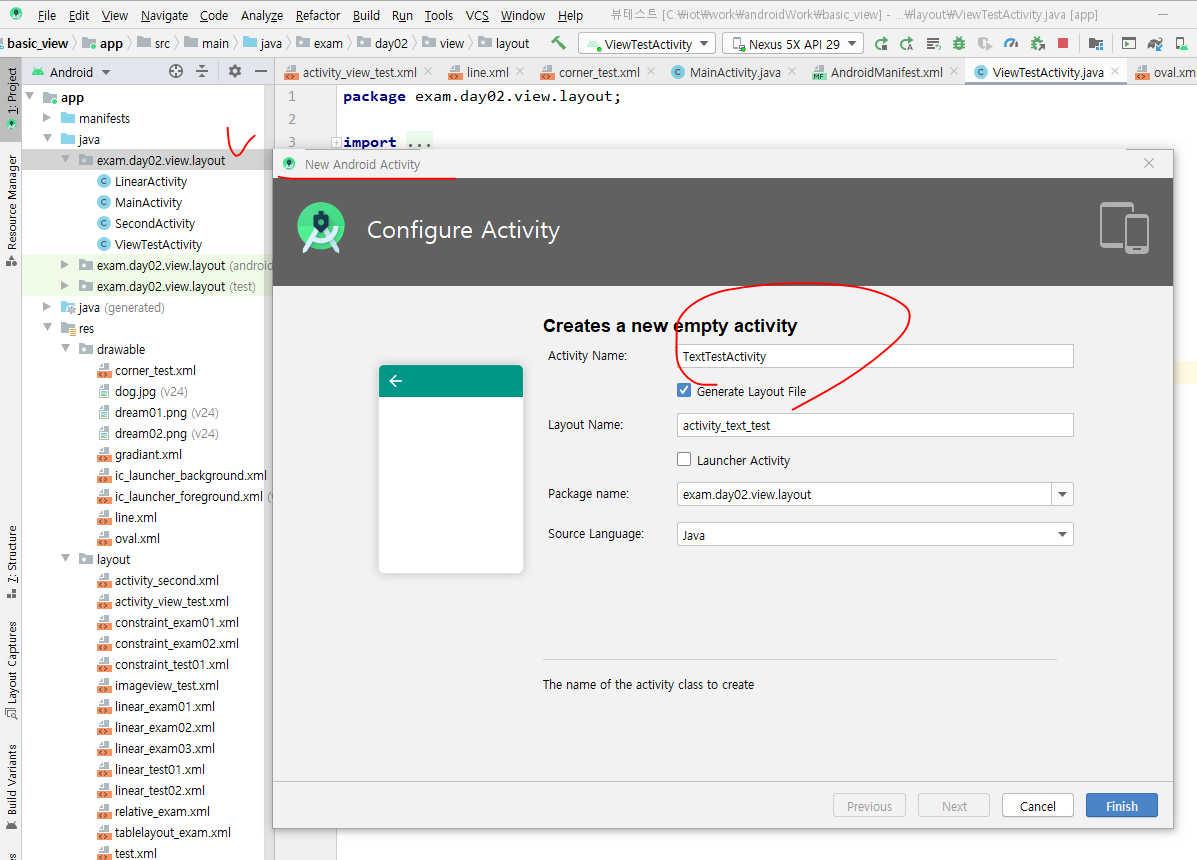 File Edit View Navigate Code Analyze Refactor Build Run Tools VCS Window Help 뷰테스트 [C:₩iot₩work₩androidWork₩basic_view] - ...₩layout₩ViewTestActivity.java [app]
basic_view app src main java exam day02 view layout ViewTestActivity Nexus 5X API 29
Android activity_view_test.xml line.xml corner_test.xml MainActivity.java AndroidManifest.xml ViewTestActivity.java oval.xm
1: Project
Resource Manager
7: Structure
Layout Captures
Build Variants
app
manifests
java
exam.day02.view.layout
LinearActivity
MainActivity
SecondActivity
ViewTestActivity
exam.day02.view.layout (android
exam.day02.view.layout (test)
java (generated)
res
drawable
corner_test.xml
dog.jpg (v24)
dream01.png (v24)
dream02.png (v24)
gradiant.xml
ic_launcher_background.xml
ic_launcher_foreground.xml (v
line.xml
oval.xml
layout
activity_second.xml
activity_view_test.xml
constraint_exam01.xml
constraint_exam02.xml
constraint_test01.xml
imageview_test.xml
linear_exam01.xml
linear_exam02.xml
linear_exam03.xml
linear_test01.xml
linear_test02.xml
relative_exam.xml
tablelayout_exam.xml
test.xml
1 package exam.day02.view.layout;
2
3 import ...
New Android Activity
Configure Activity
Creates a new empty activity
Activity Name: TextTestActivity
Generate Layout File
Layout Name: activity_text_test
Launcher Activity
Package name: exam.day02.view.layout
Source Language: Java
The name of the activity class to create
Previous Next Cancel Finish